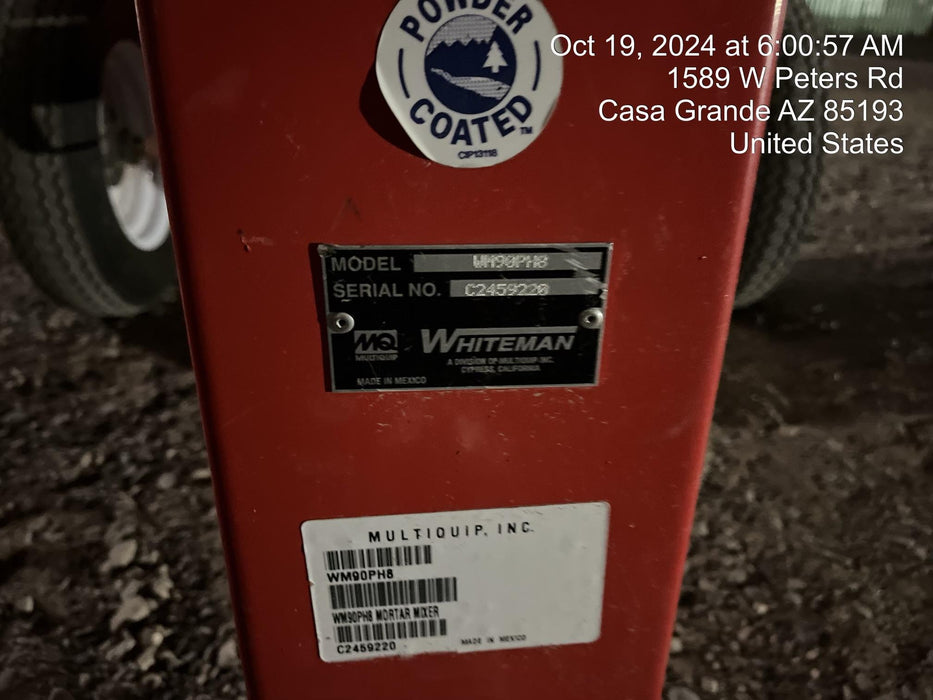 POWDER
COATED™
CIP13118
Oct 19, 2024 at 6:00:57 AM
1589 W Peters Rd
Casa Grande AZ 85193
United States
MODEL WM90PH8
SERIAL NO. C2459220
MQ WHITEMAN
MULTIQUIP
A DIVISION OF MULTIQUIP INC.
CYPRESS, CALIFORNIA
MADE IN MEXICO
MULTIQUIP, INC.
WM90PH8
WM90PH8 MORTAR MIXER
C2459220 MADE IN MEXICO